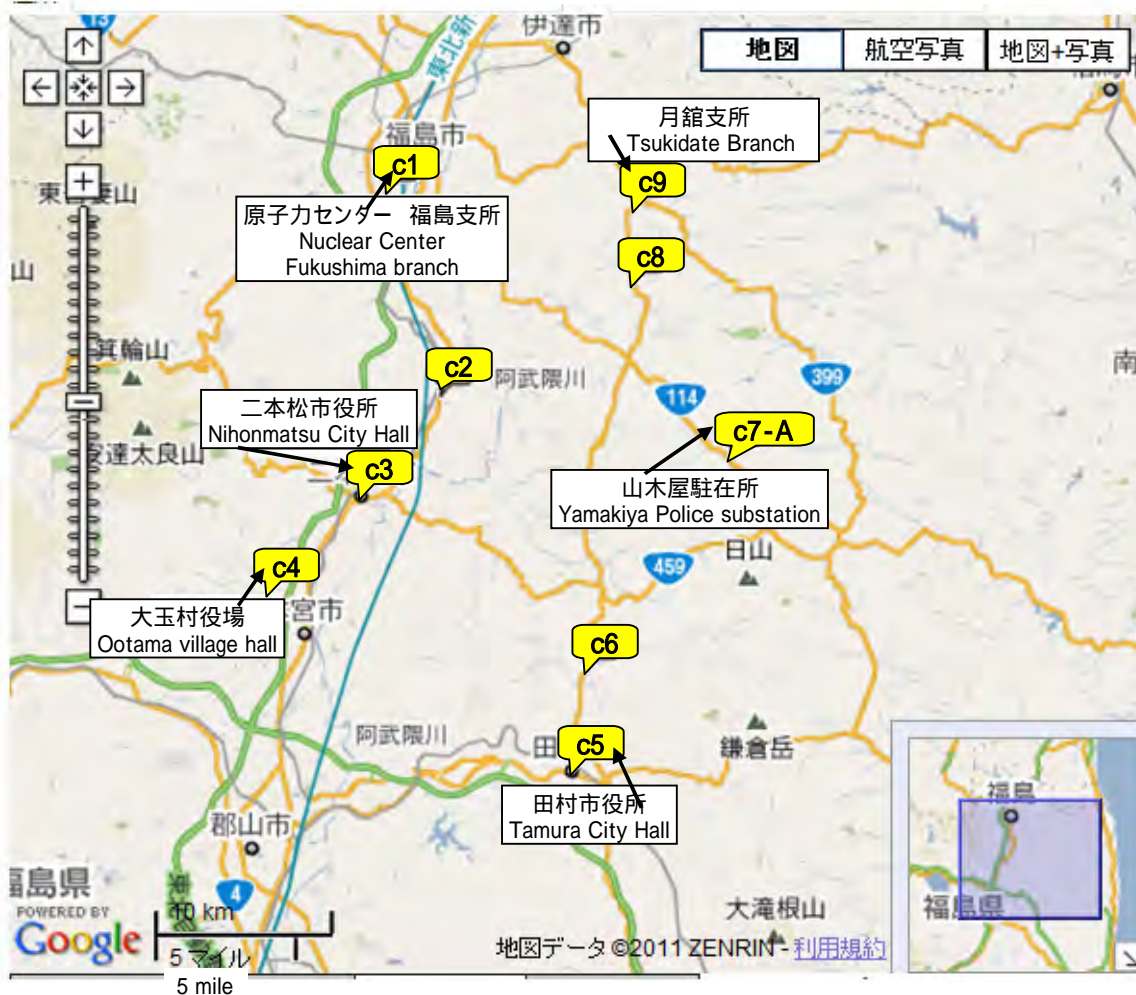 13
東北新
伊達市
地図
航空写真
地図+写真
福島市
月舘支所
Tsukidate Branch
c1
c9
原子力センター 福島支所
Nuclear Center
Fukushima branch
山
c8
箕輪山
c2
阿武隈川
399
南
114
二本松市役所
Nihonmatsu City Hall
c7-A
安達太良山
c3
山木屋駐在所
Yamakiya Police substation
日山
459
c4
大玉村役場
Ootama village hall
宮市
c6
阿武隈川
田
c5
鎌倉岳
田村市役所
Tamura City Hall
福島
郡山市
福島県
4
福島県
POWERED BY
Google
10 km
大滝根山
5 マイル
地図データ ©2011 ZENRIN - 利用規約
5 mile